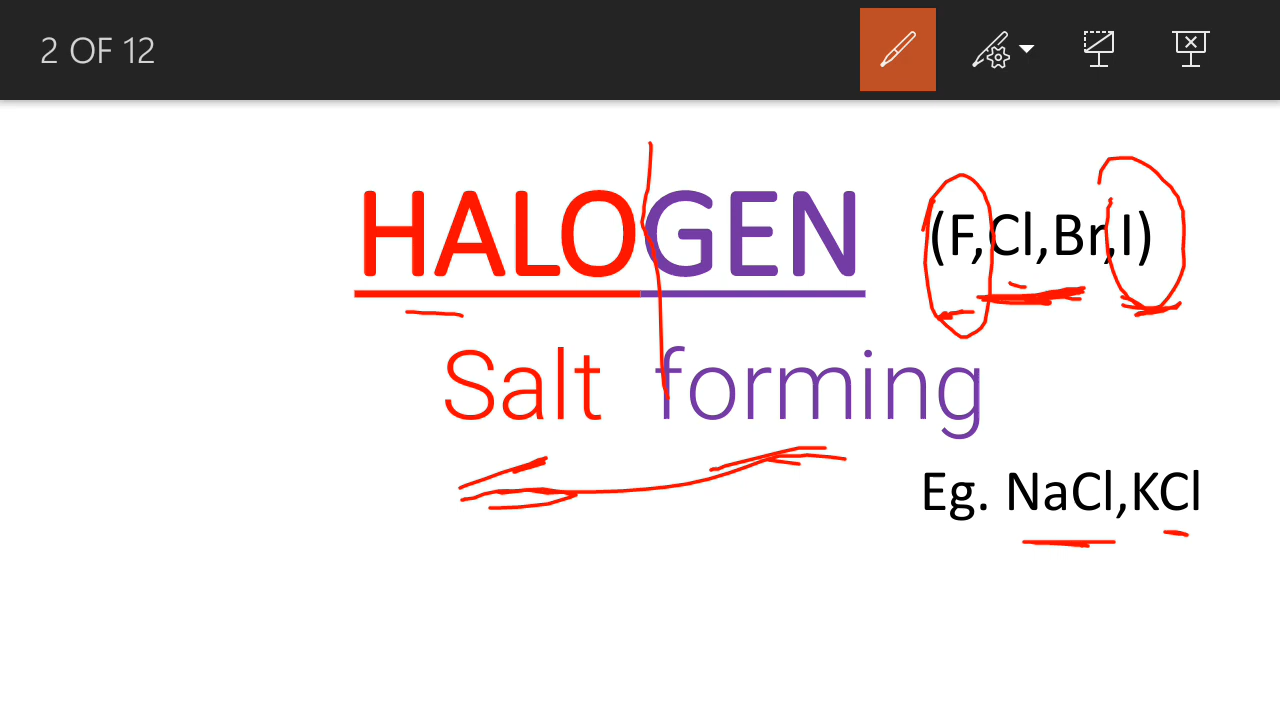 2 OF 12
HALOGEN (F,Cl,Br,I)
Salt forming
Eg. NaCl,KCl